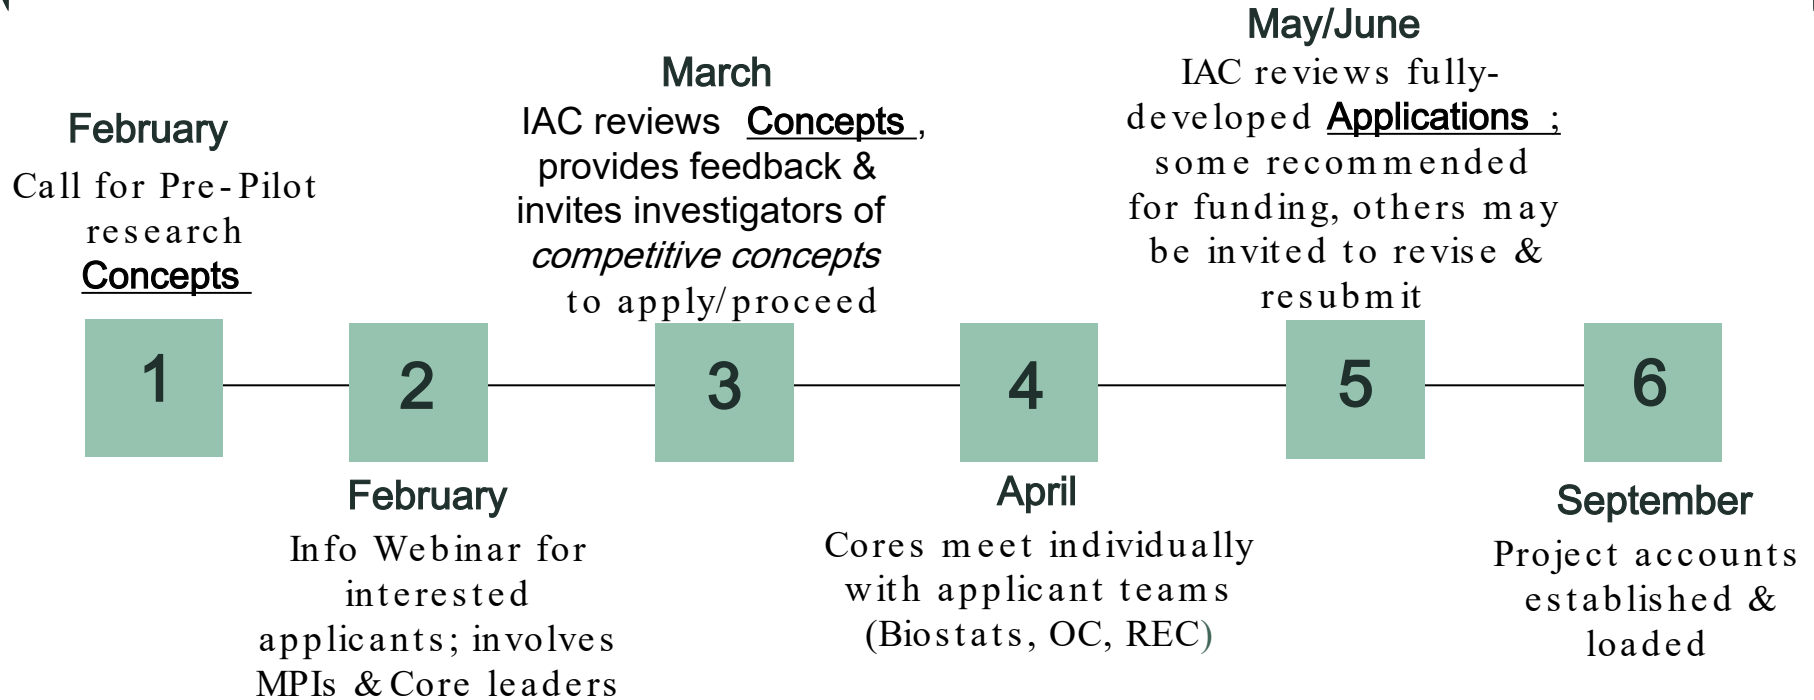 February
Call for Pre-Pilot
research
Concepts
1
February
Info Webinar for
interested
applicants; involves
MPIs & Core leaders
2
March
IAC reviews Concepts,
provides feedback &
invites investigators of
competitive concepts
to apply/proceed
3
April
Cores meet individually
with applicant teams
(Biostats, OC, REC)
4
May/June
IAC reviews fully-
developed Applications;
some recommended
for funding, others may
be invited to revise &
resubmit
5
September
Project accounts
established &
loaded
6